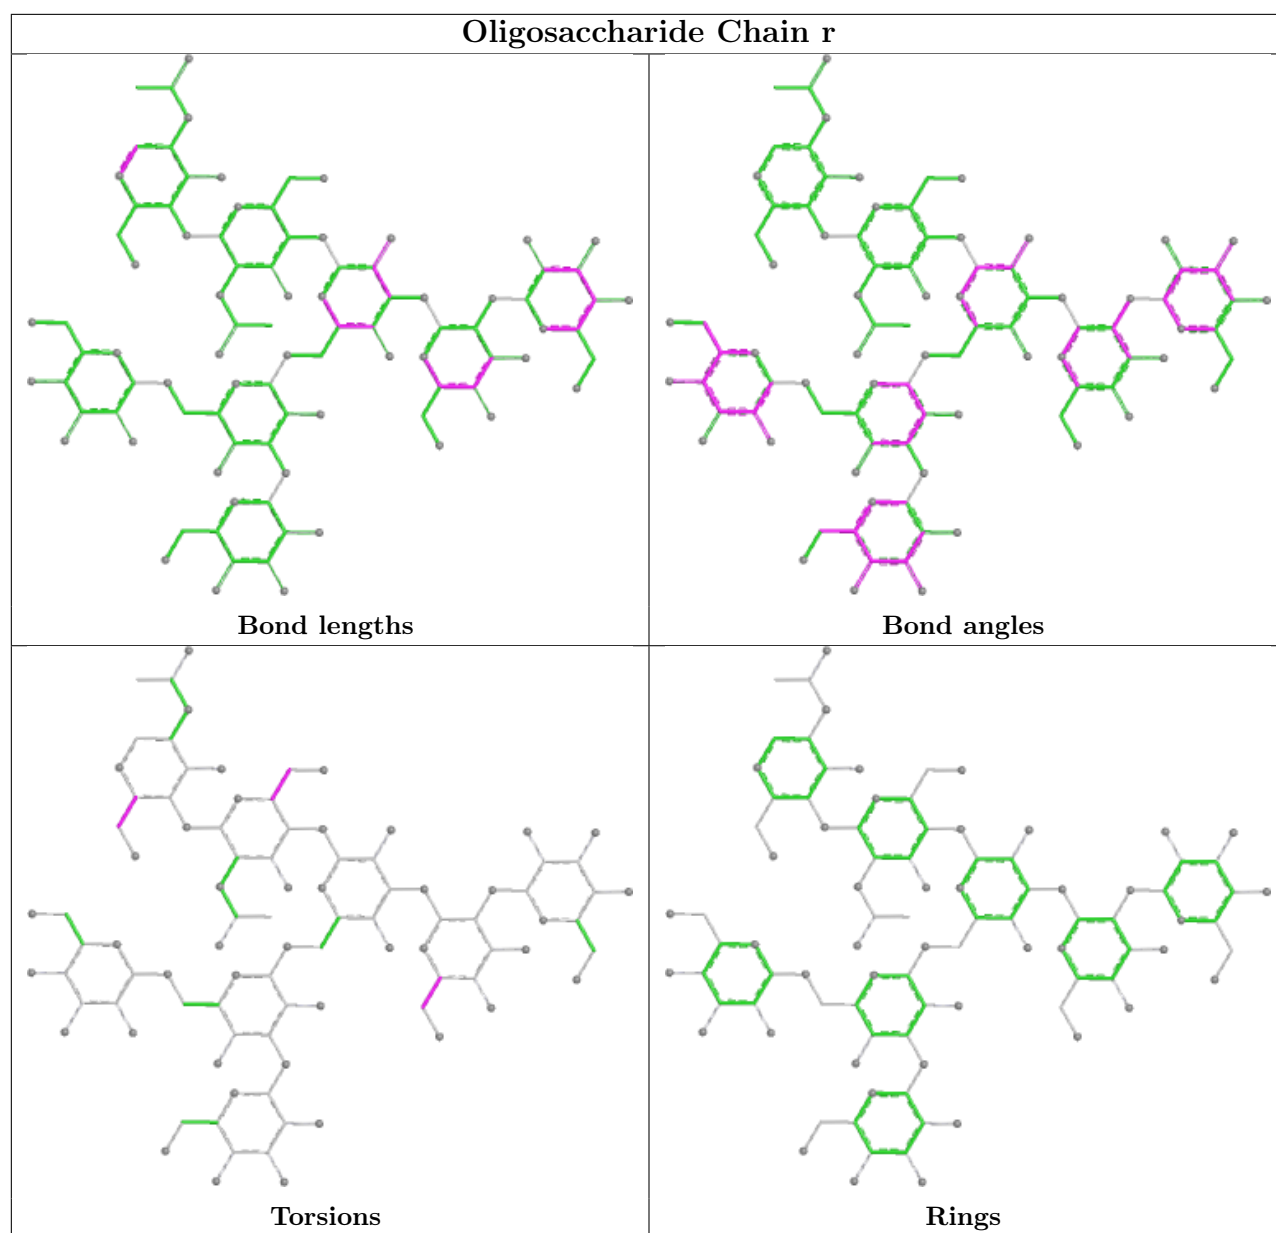 Oligosaccharide Chain r
Bond lengths
Bond angles
Torsions
Rings